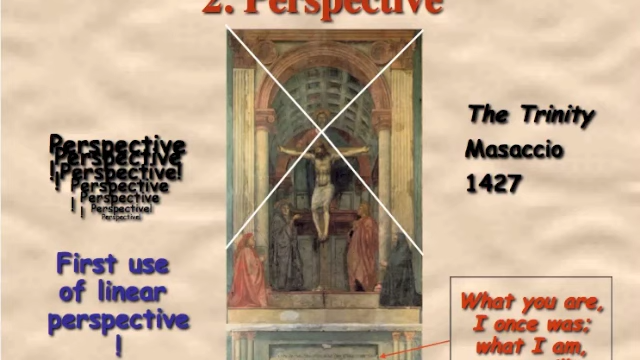 2. Perspective
Perspective
!
Perspective
!
Perspective!
Perspective
!
Perspective
!
Perspective!
Perspective!
First use
of linear
perspective
!
The Trinity
Masaccio
1427
What you are,
I once was;
what I am,